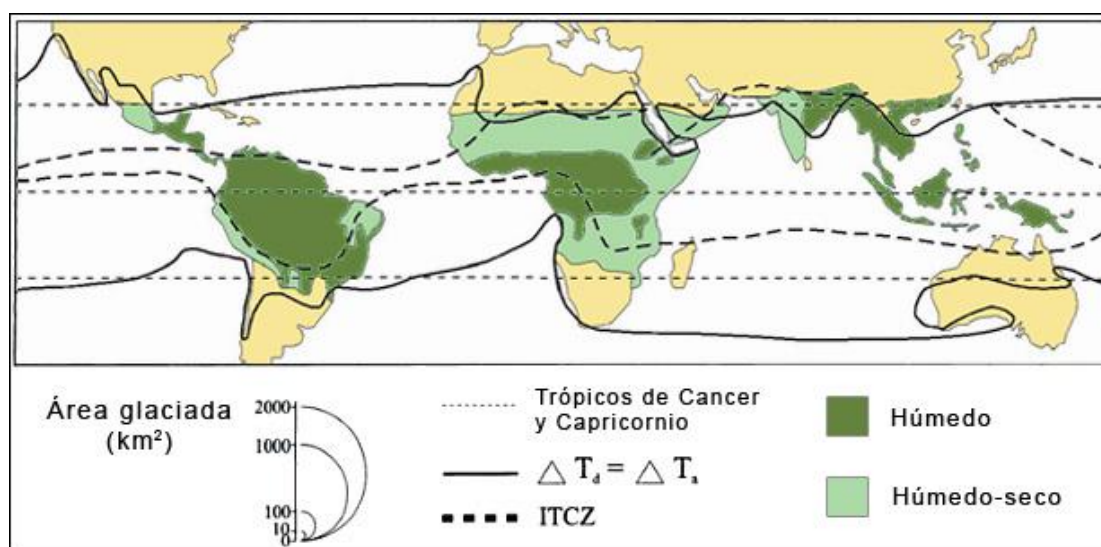 Área glaciada
(km²)
2000
1000
100
10
0
Trópicos de Cancer
y Capricornio
△ T_d = △ T_a
ITCZ
Húmedo
Húmedo-seco